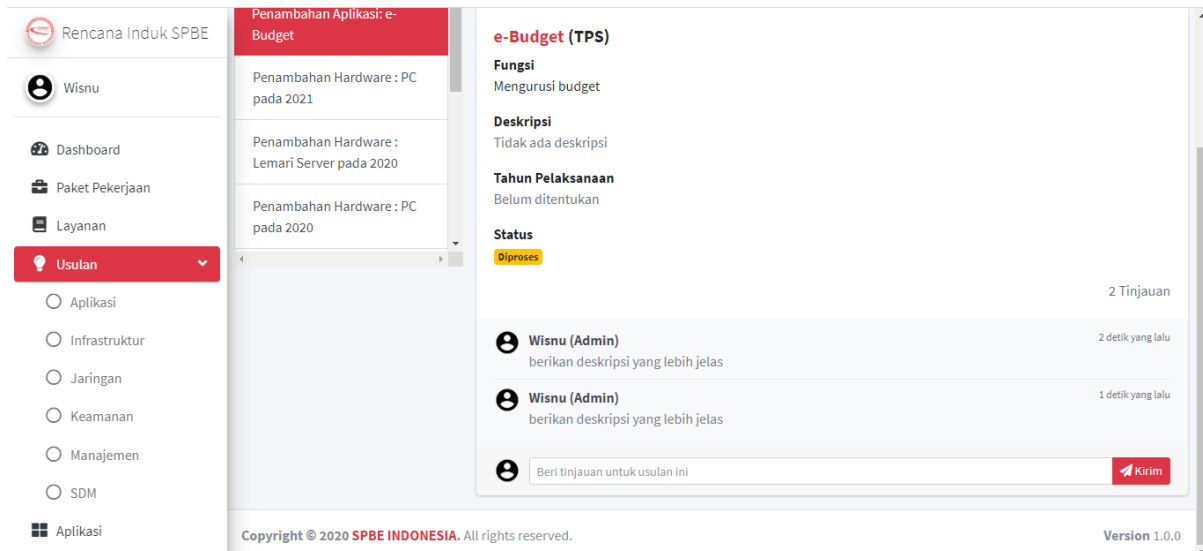 Rencana Induk SPBE
Wisnu
Dashboard
Paket Pekerjaan
Layanan
Usulan
Aplikasi
Infrastruktur
Jaringan
Keamanan
Manajemen
SDM
Aplikasi
Penambahan Aplikasi: e-
Budget
Penambahan Hardware : PC
pada 2021
Penambahan Hardware :
Lemari Server pada 2020
Penambahan Hardware : PC
pada 2020
e-Budget (TPS)
Fungsi
Mengurusi budget
Deskripsi
Tidak ada deskripsi
Tahun Pelaksanaan
Belum ditentukan
Status
Diproses
2 Tinjauan
Wisnu (Admin) 2 detik yang lalu
berikan deskripsi yang lebih jelas
Wisnu (Admin) 1 detik yang lalu
berikan deskripsi yang lebih jelas
Beri tinjauan untuk usulan ini Kirim
Copyright © 2020 SPBE INDONESIA. All rights reserved. Version 1.0.0